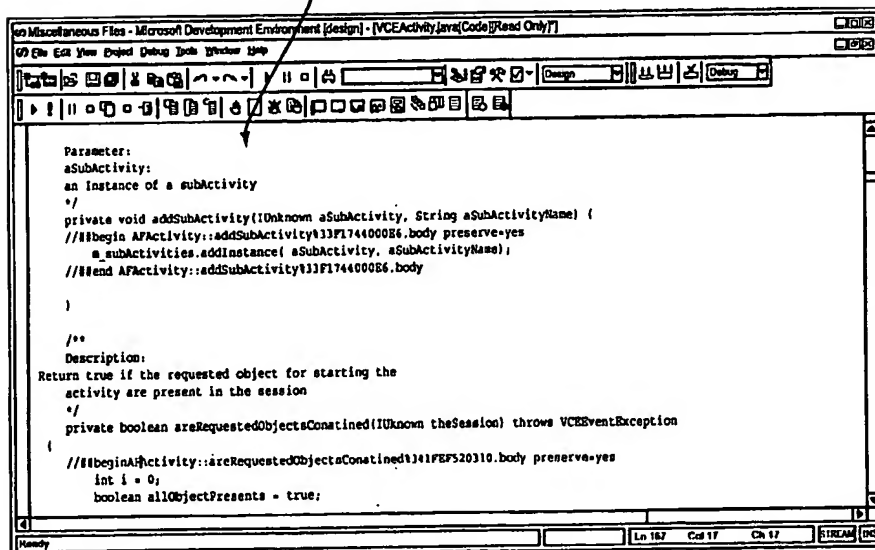 Miscellaneous Files - Microsoft Development Environment [design] - [VCEActivity.java[Code][Read Only]*]
File Edit View Project Debug Tools Window Help
Design
Debug
Parameter:
aSubActivity:
an Instance of a subActivity
*/
private void addSubActivity(IUnknown aSubActivity, String aSubActivityName) {
//##begin AFActivity::addSubActivity%33F1744000E6.body preserve=yes
m_subActivities.addInstance( aSubActivity, aSubActivityName);
//##end AFActivity::addSubActivity%33F1744000E6.body
}
/**
Description:
Return true if the requested object for starting the
activity are present in the session
*/
private boolean areRequestedObjectsConatined(IUknown theSession) throws VCEEventException
{
//##beginAFActivity::areRequestedObjectsConatined%341FEF520310.body preserve=yes
int i = 0;
boolean allObjectPresents = true;
Ready
Ln 167 Col 17 Ch 17 STREAM INS